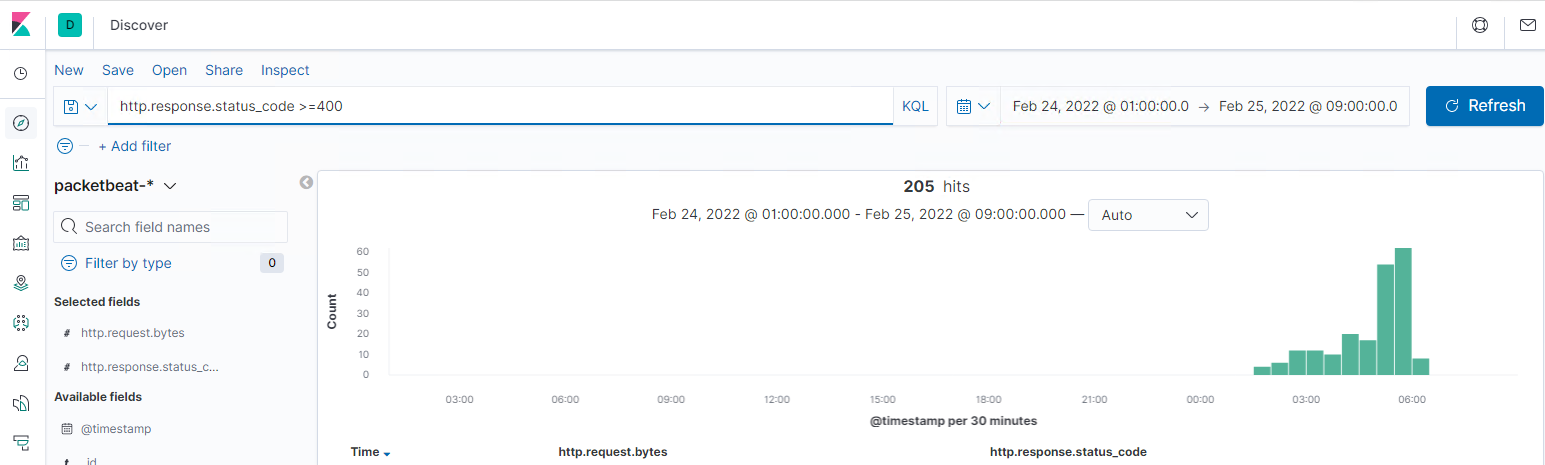 D Discover
New Save Open Share Inspect
http.response.status_code >=400 KQL Feb 24, 2022 @ 01:00:00.0 → Feb 25, 2022 @ 09:00:00.0 Refresh
+ Add filter
packetbeat-*
205 hits
Feb 24, 2022 @ 01:00:00.000 - Feb 25, 2022 @ 09:00:00.000 — Auto
Search field names
Filter by type 0
Selected fields
# http.request.bytes
# http.response.status_c...
Available fields
@timestamp
t _id
Count
60
50
40
30
20
10
0
03:00 06:00 09:00 12:00 15:00 18:00 21:00 00:00 03:00 06:00
@timestamp per 30 minutes
Time http.request.bytes http.response.status_code